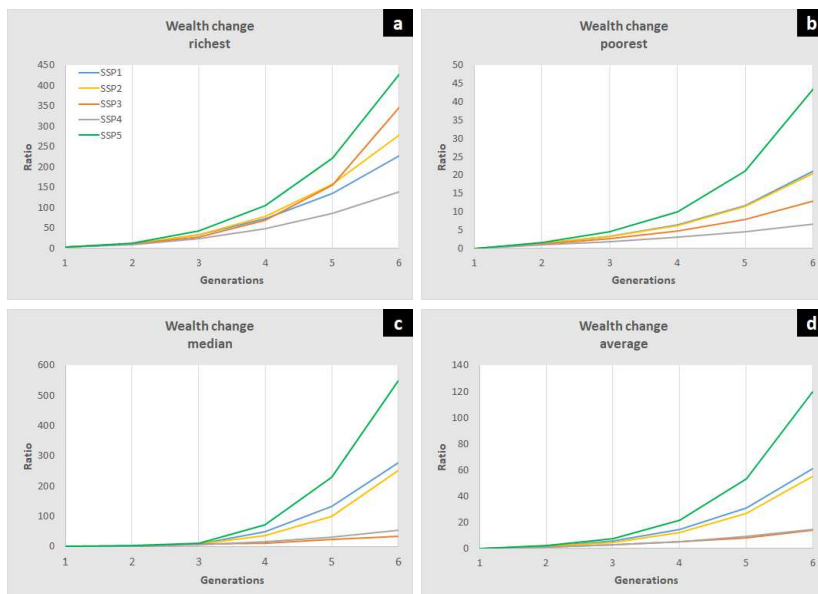 Wealth change
richest
a
450
400
350
300
250
200
150
100
50
0
Ratio
SSP1
SSP2
SSP3
SSP4
SSP5
1 2 3 4 5 6
Generations
Wealth change
poorest
b
50
45
40
35
30
25
20
15
10
5
0
Ratio
1 2 3 4 5 6
Generations
Wealth change
median
c
600
500
400
300
200
100
0
Ratio
1 2 3 4 5 6
Generations
Wealth change
average
d
140
120
100
80
60
40
20
0
Ratio
1 2 3 4 5 6
Generations